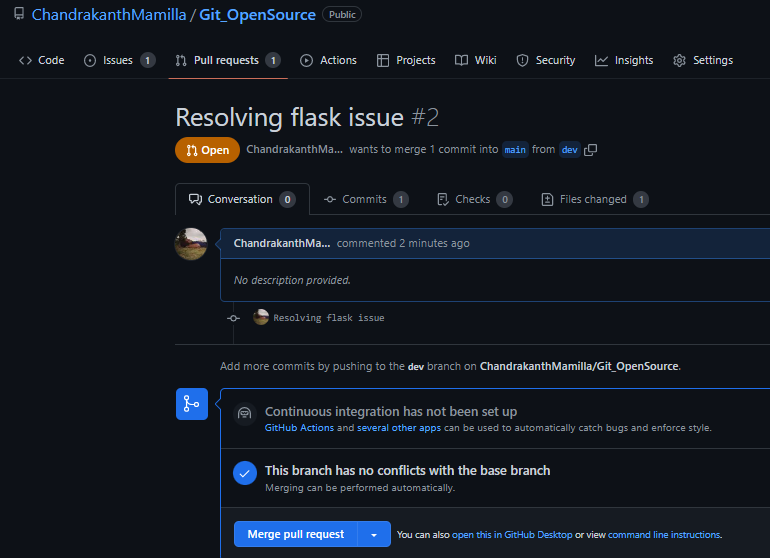 ChandrakanthMamilla / Git_OpenSource Public
Code Issues 1 Pull requests 1 Actions Projects Wiki Security Insights Settings
Resolving flask issue #2
Open ChandrakanthMa... wants to merge 1 commit into main from dev
Conversation 0 Commits 1 Checks 0 Files changed 1
ChandrakanthMa... commented 2 minutes ago
No description provided.
Resolving flask issue
Add more commits by pushing to the dev branch on ChandrakanthMamilla/Git_OpenSource.
Continuous integration has not been set up
GitHub Actions and several other apps can be used to automatically catch bugs and enforce style.
This branch has no conflicts with the base branch
Merging can be performed automatically.
Merge pull request You can also open this in GitHub Desktop or view command line instructions.